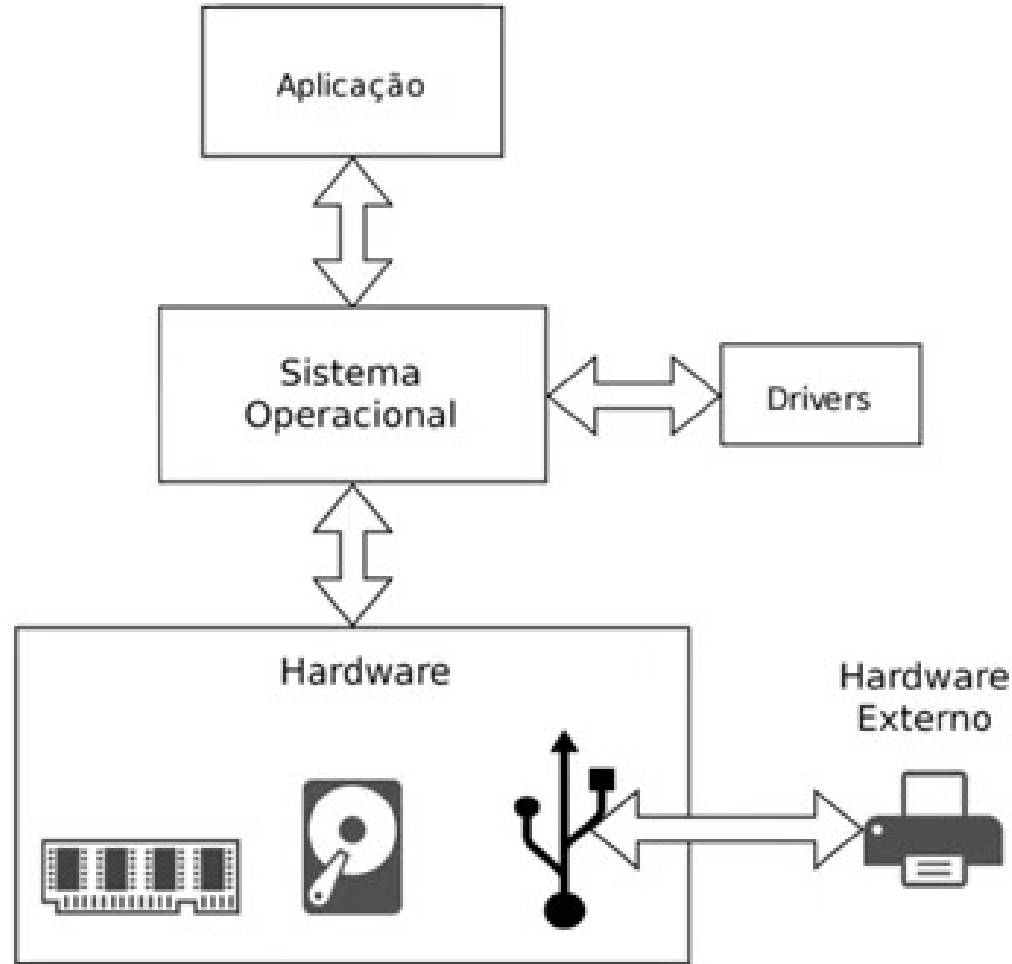 Aplicação
Sistema
Operacional
Drivers
Hardware
Hardware
Externo